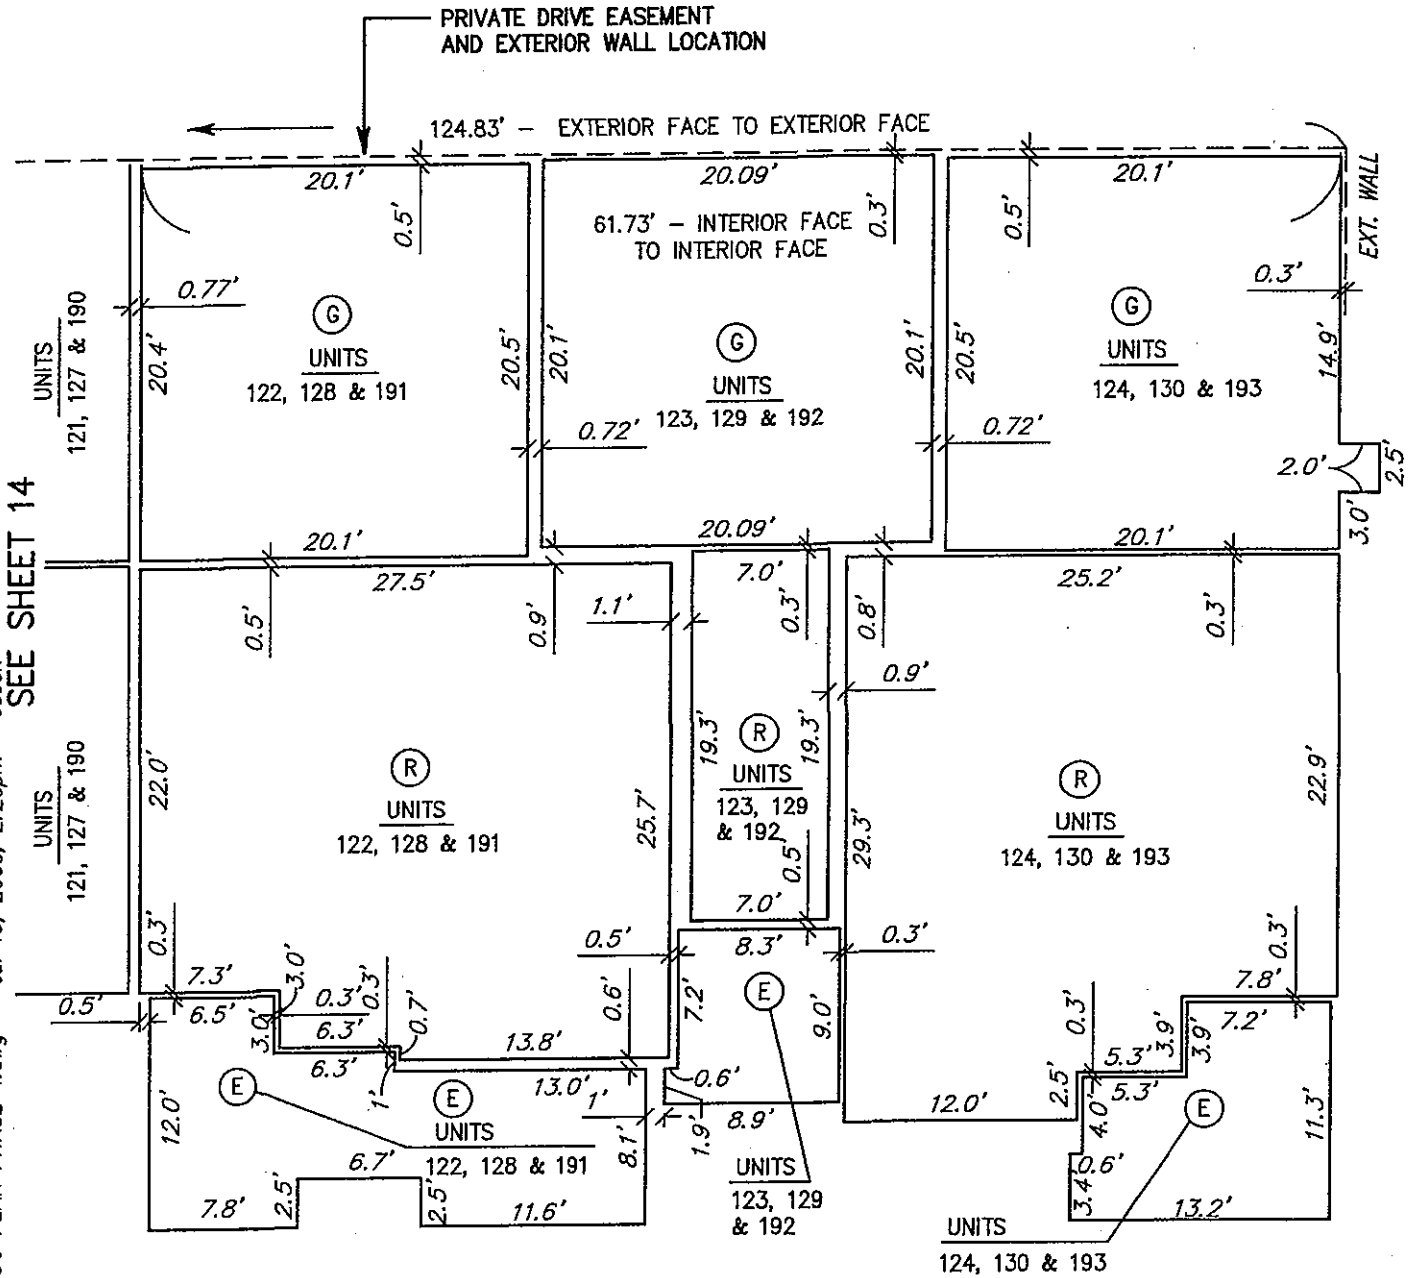 PRIVATE DRIVE EASEMENT
AND EXTERIOR WALL LOCATION
124.83' - EXTERIOR FACE TO EXTERIOR FACE
20.1'
20.09'
20.1'
0.5'
0.3'
0.5'
EXT. WALL
61.73' - INTERIOR FACE
TO INTERIOR FACE
0.77'
0.3'
G
UNITS
122, 128 & 191
G
UNITS
123, 129 & 192
G
UNITS
124, 130 & 193
UNITS
121, 127 & 190
20.4'
20.5'
20.1'
20.1'
20.5'
14.9'
0.72'
0.72'
2.0'
2.5'
3.0'
SEE SHEET 14
20.1'
20.09'
20.1'
27.5'
7.0'
25.2'
0.5'
0.9'
1.1'
0.3'
0.8'
0.3'
0.9'
UNITS
121, 127 & 190
22.0'
R
UNITS
122, 128 & 191
25.7'
19.3'
R
UNITS
123, 129
& 192
19.3'
29.3'
R
UNITS
124, 130 & 193
22.9'
0.5'
7.0'
0.3'
0.5'
8.3'
0.3'
0.3'
7.3'
3.0'
7.8'
0.5'
6.5'
3.0'
0.3'
0.3'
6.3'
0.7'
0.6'
13.8'
7.2'
E
9.0'
0.3'
3.9'
3.9'
7.2'
6.3'
1'
13.0'
1'
0.6'
5.3'
5.3'
2.5'
12.0'
E
E
UNITS
122, 128 & 191
8.1'
1.9'
8.9'
12.0'
4.0'
E
11.3'
6.7'
7.8'
2.5'
2.5'
11.6'
UNITS
123, 129
& 192
0.6'
3.4'
13.2'
UNITS
124, 130 & 193